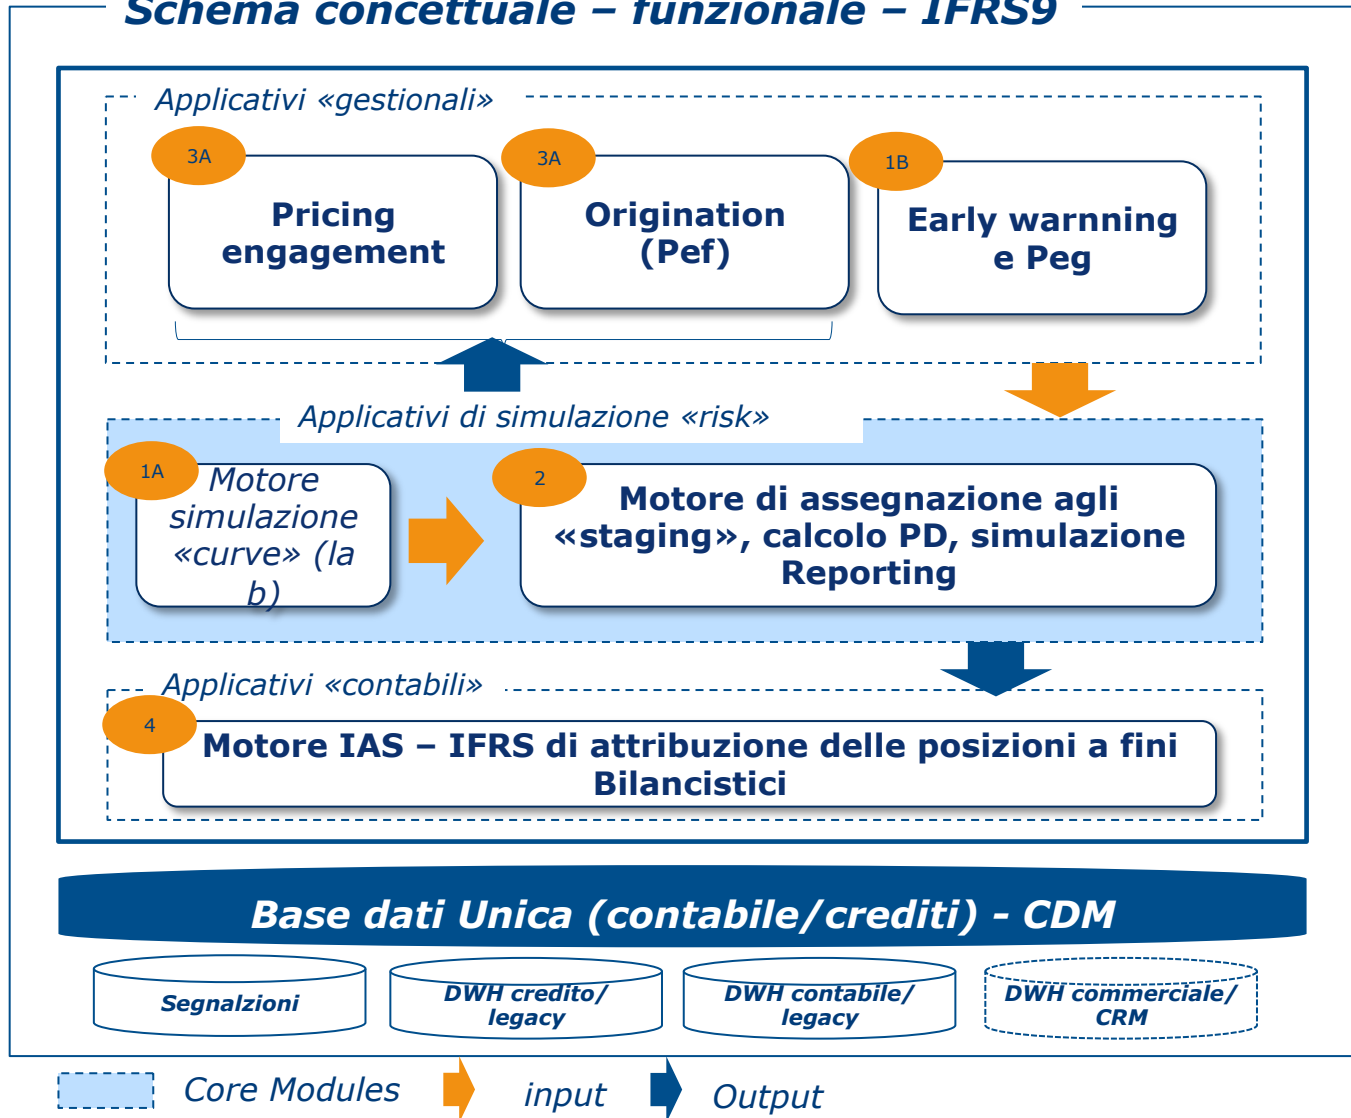 Schema concettuale – funzionale – IFRS9
Applicativi «gestionali»
3A
Pricing
engagement
3A
Origination
(Pef)
1B
Early warnning
e Peg
Applicativi di simulazione «risk»
1A
Motore
simulazione
«curve» (la
b)
2
Motore di assegnazione agli
«staging», calcolo PD, simulazione
Reporting
Applicativi «contabili»
4
Motore IAS – IFRS di attribuzione delle posizioni a fini
Bilancistici
Base dati Unica (contabile/crediti) - CDM
Segnalzioni
DWH credito/
legacy
DWH contabile/
legacy
DWH commerciale/
CRM
Core Modules
input
Output